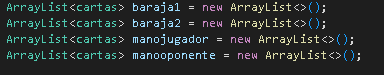 ArrayList<cartas> baraja1 = new ArrayList<>();
ArrayList<cartas> baraja2 = new ArrayList<>();
ArrayList<cartas> manojugador = new ArrayList<>();
ArrayList<cartas> manooponente = new ArrayList<>();